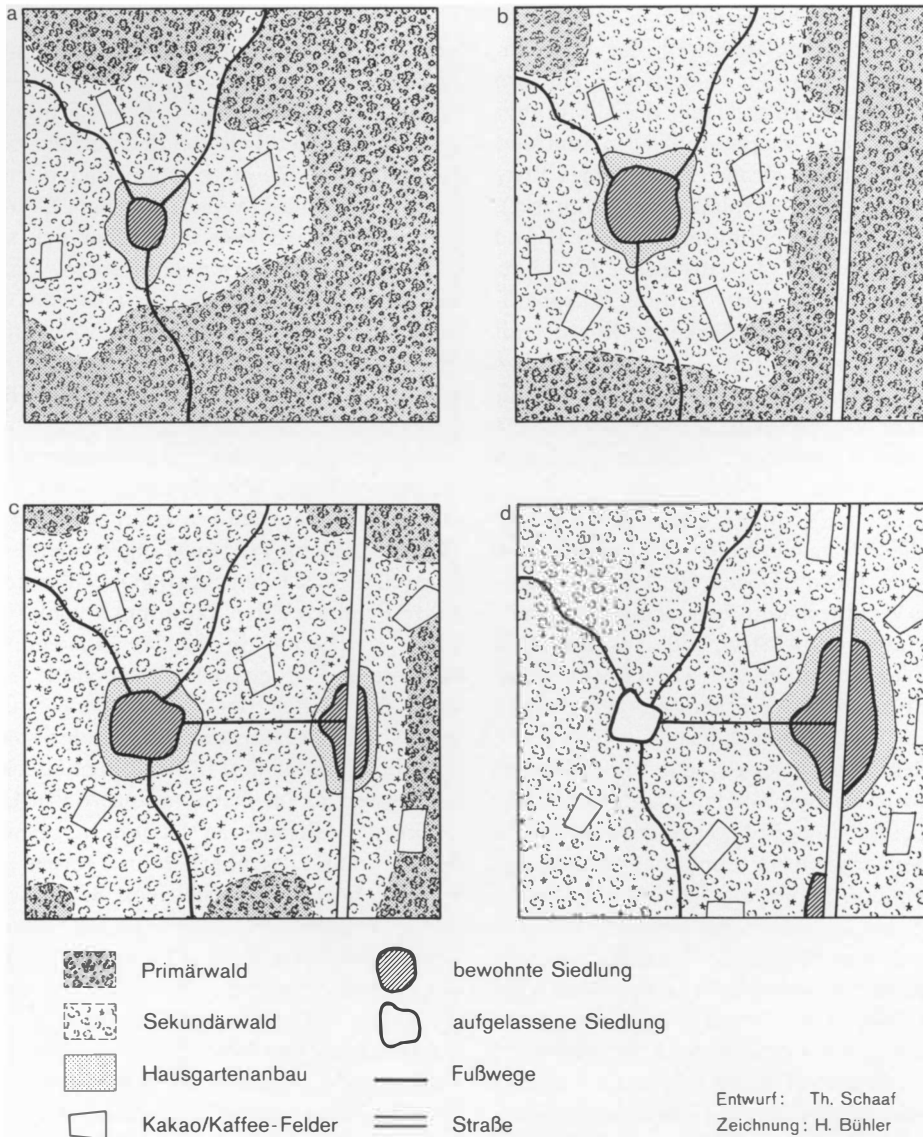 a
b
c
d
Primärwald
Sekundärwald
Hausgartenanbau
Kakao/Kaffee-Felder
bewohnte Siedlung
aufgelassene Siedlung
Fußwege
Straße
Entwurf: Th. Schaaf
Zeichnung: H. Bühler